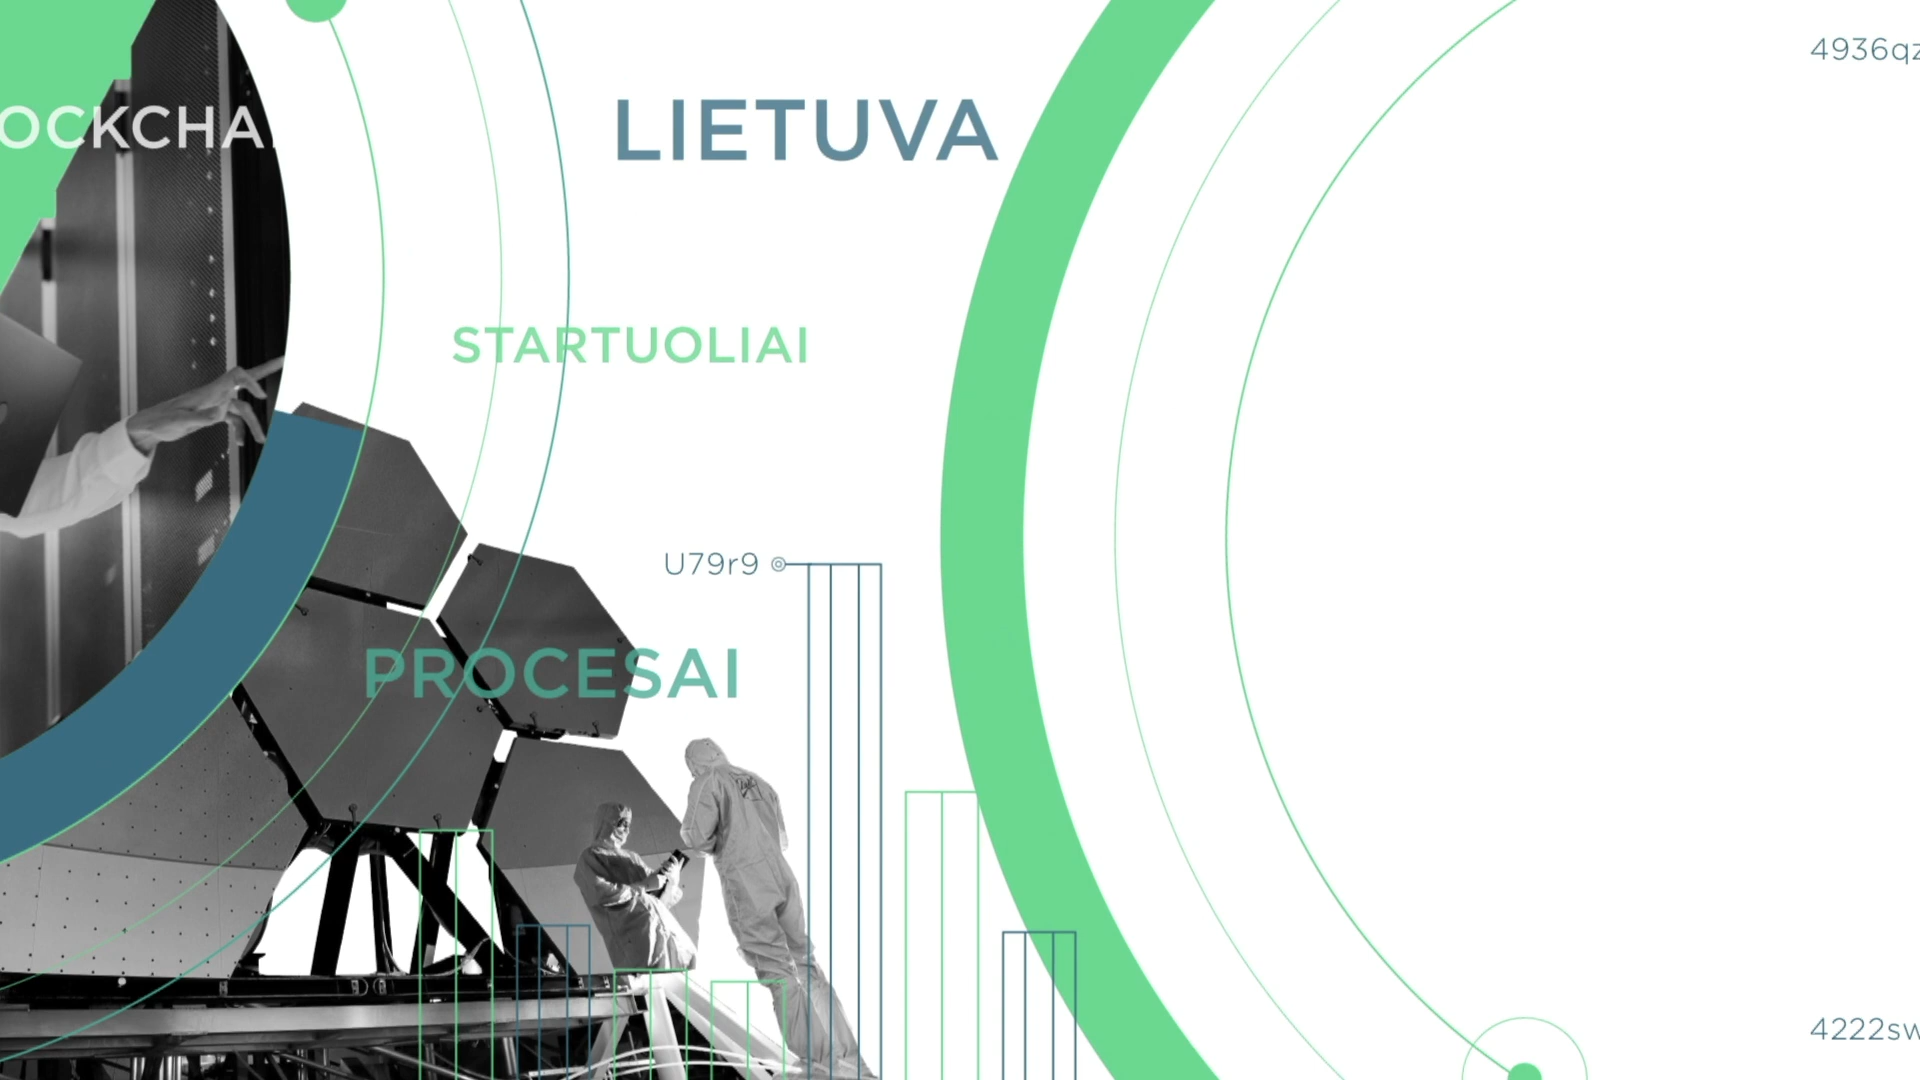 4936qz
OCKCHA
LIETUVA
STARTUOLIAI
U79r9
PROCESAI
4222sw